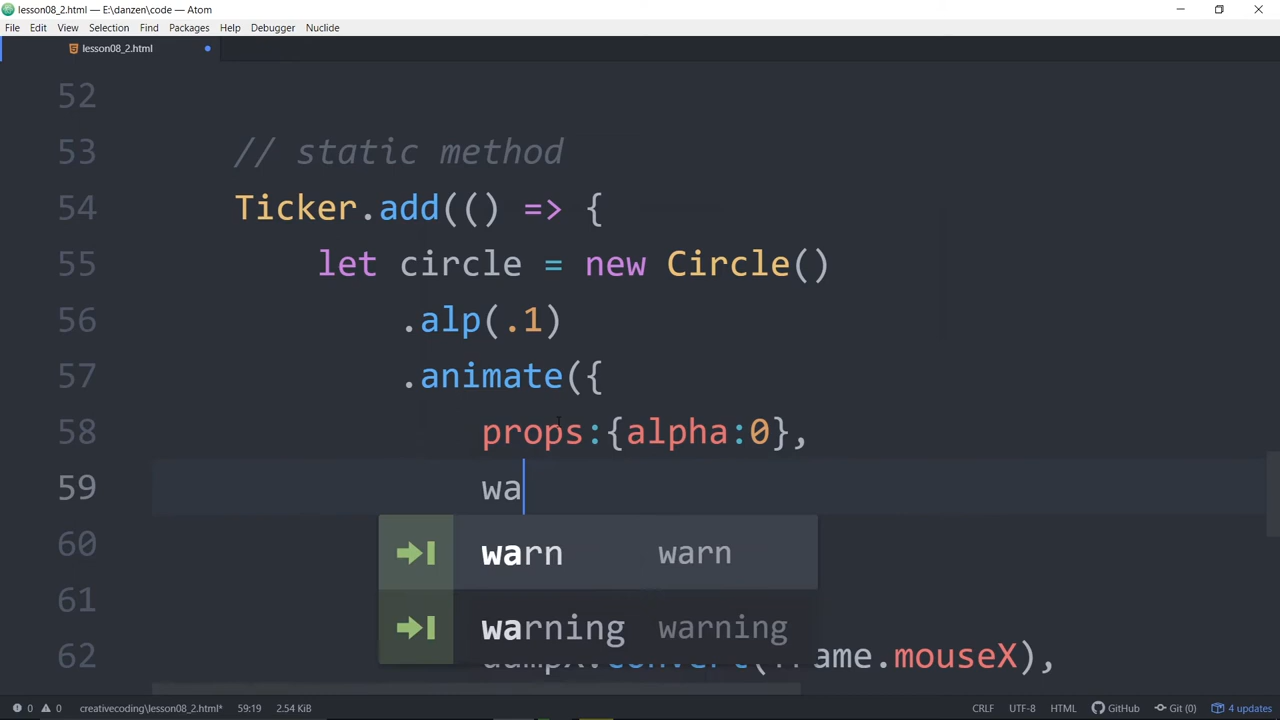 lesson08_2.html — E:\danzen\code — Atom
File Edit View Selection Find Packages Help Debugger Nuclide
lesson08_2.html
52
53 // static method
54 Ticker.add(() => {
55 let circle = new Circle()
56 .alp(.1)
57 .animate({
58 props:{alpha:0},
59 wa
60 warn warn
61 warning warning
62 dampX.convert(frame.mouseX),
0 0 creativecoding\lesson08_2.html* 59:19 2.54 KiB CRLF UTF-8 HTML GitHub Git (0) 4 updates